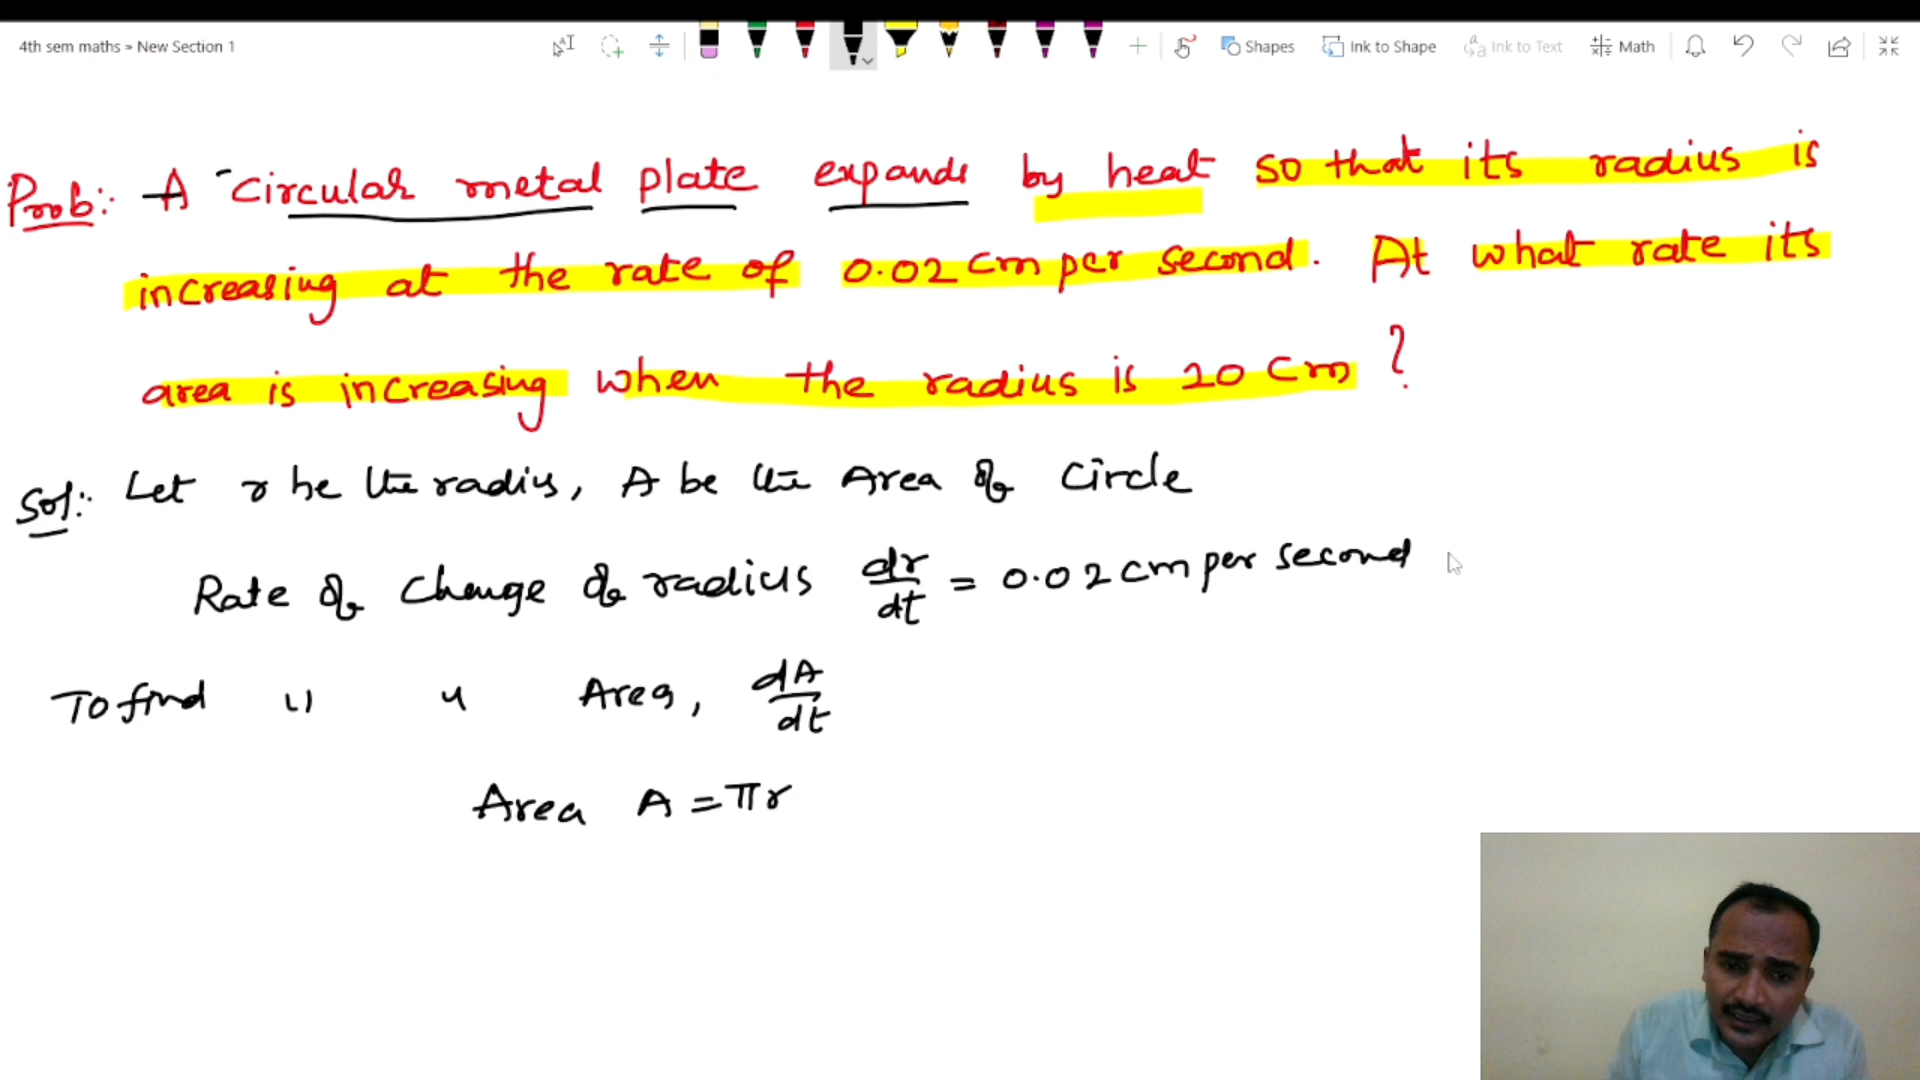 4th sem maths » New Section 1
Shapes Ink to Shape Ink to Text Math
Prob:- A circular metal plate expands by heat so that its radius is
increasing at the rate of 0.02 cm per second. At what rate its
area is increasing when the radius is 20 cm ?
Sol:- Let r be the radius, A be the Area of Circle
Rate of Change of radius dr/dt = 0.02 cm per second
To find '' '' Area, dA/dt
Area A = πr